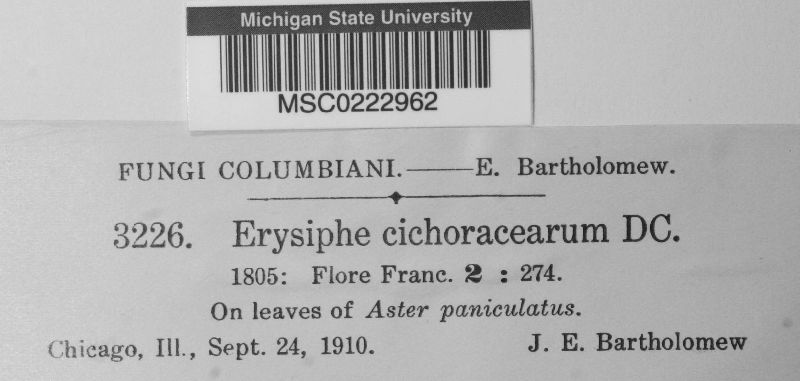 Michigan State University
MSC0222962
FUNGI COLUMBIANI.——E. Bartholomew.
3226. Erysiphe cichoracearum DC.
1805: Flore Franc. 2 : 274.
On leaves of Aster paniculatus.
Chicago, Ill., Sept. 24, 1910. J. E. Bartholomew